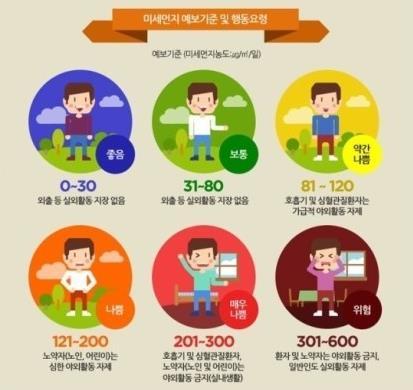 미세먼지 예보기준 및 행동요령
예보기준 (미세먼지농도:㎍/㎥/일)
좋음
0~30
외출 등 실외활동 지장 없음
보통
31~80
외출 등 실외활동 지장 없음
약간
나쁨
81 ~ 120
호흡기 및 심혈관질환자는
가급적 야외활동 자제
나쁨
121~200
노약자(노인, 어린이)는
심한 야외활동 자제
매우
나쁨
201~300
호흡기 및 심혈관질환자,
노약자(노인 및 어린이)는
야외활동 금지(실내생활)
위험
301~600
환자 및 노약자는 야외활동 금지,
일반인도 실외활동 자제